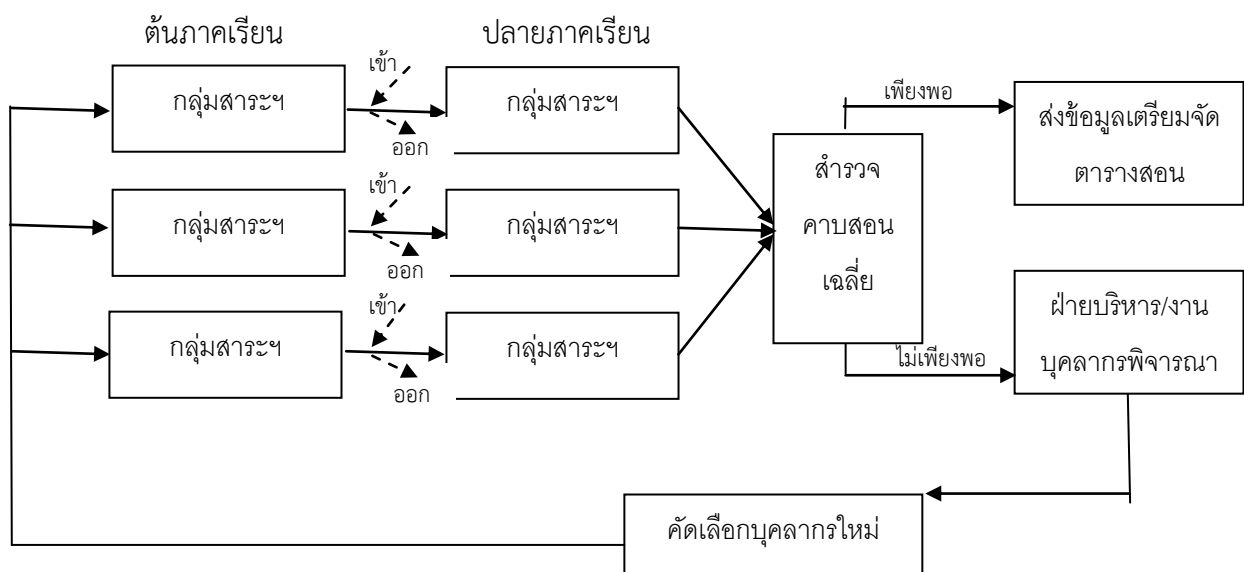 ต้นภาคเรียน
ปลายภาคเรียน
เข้า
กลุ่มสาระฯ
กลุ่มสาระฯ
ออก
เข้า
กลุ่มสาระฯ
กลุ่มสาระฯ
ออก
เข้า
กลุ่มสาระฯ
กลุ่มสาระฯ
ออก
สำรวจ
คาบสอน
เฉลี่ย
เพียงพอ
ส่งข้อมูลเตรียมจัด
ตารางสอน
ไม่เพียงพอ
ฝ่ายบริหาร/งาน
บุคลากรพิจารณา
คัดเลือกบุคลากรใหม่